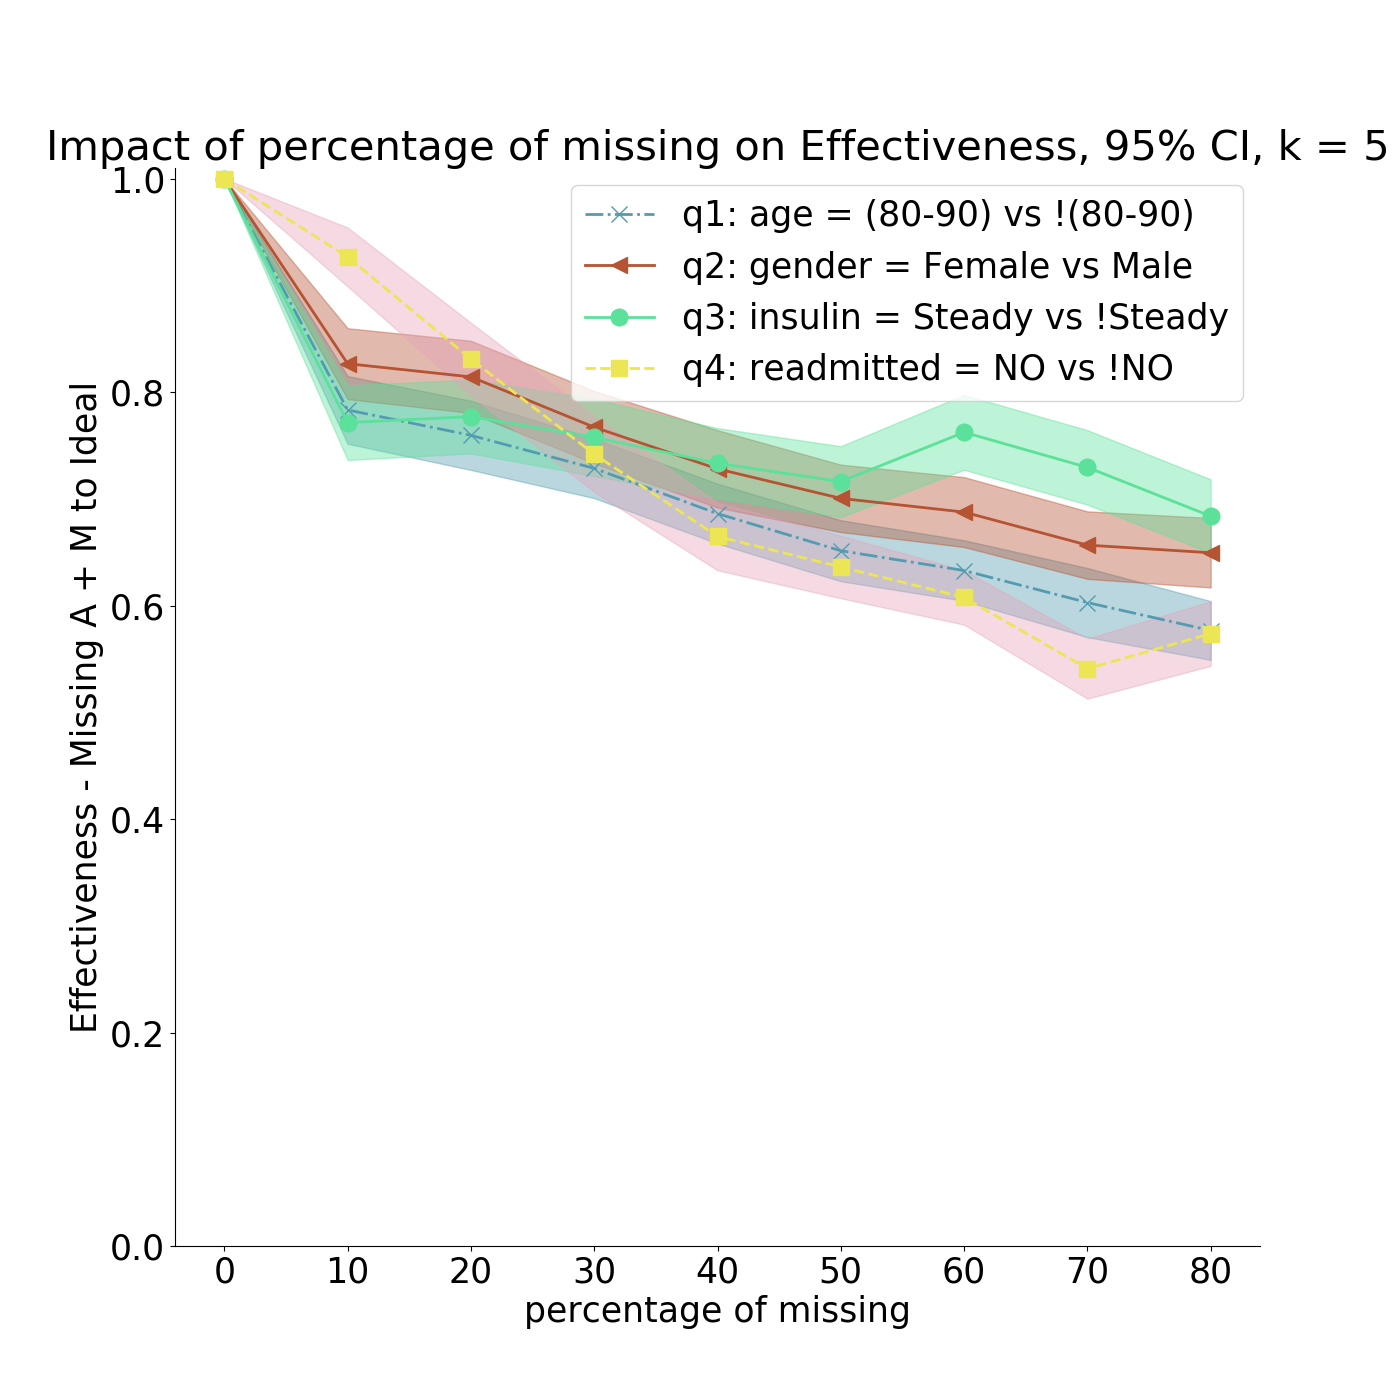 Impact of percentage of missing on Effectiveness, 95% CI, k = 5
q1: age = (80-90) vs !(80-90)
q2: gender = Female vs Male
q3: insulin = Steady vs !Steady
q4: readmitted = NO vs !NO
Effectiveness - Missing A + M to Ideal
1.0
0.8
0.6
0.4
0.2
0.0
0 10 20 30 40 50 60 70 80
percentage of missing